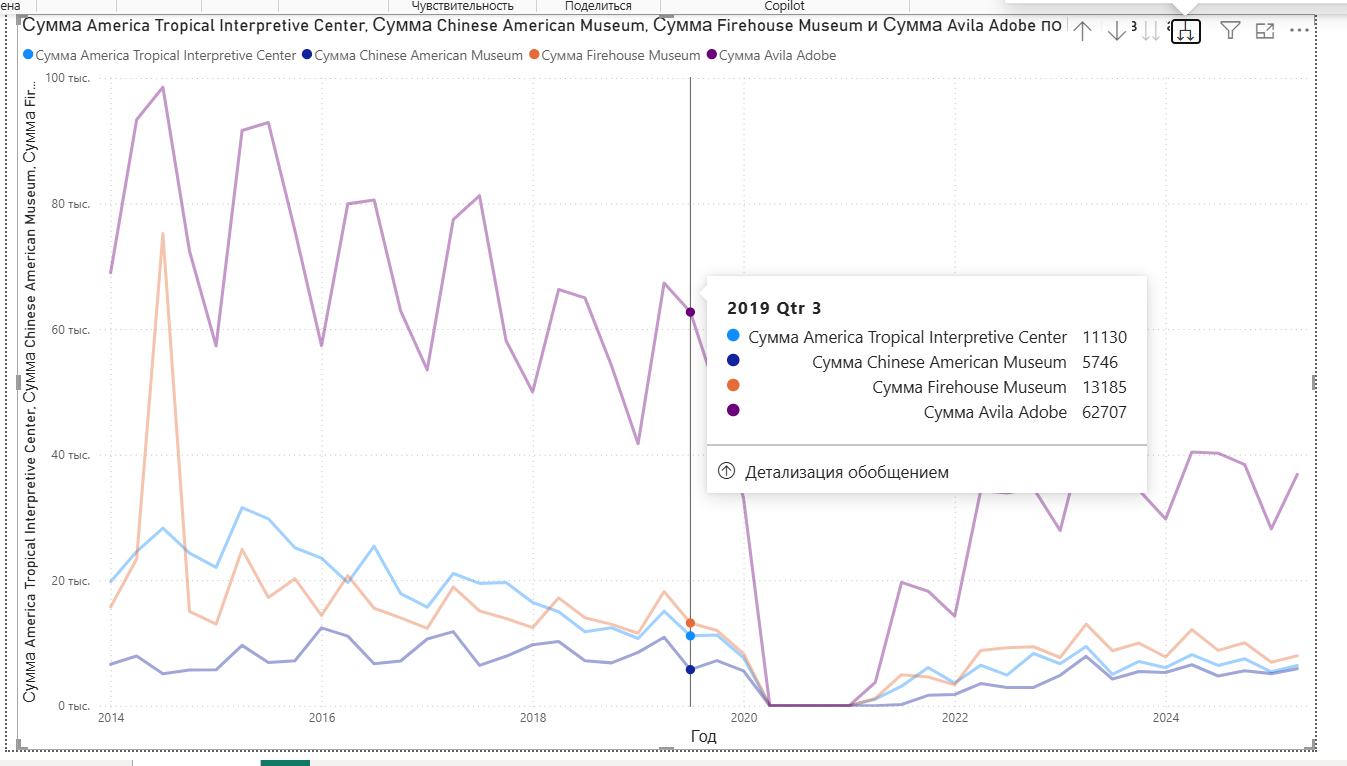 ена Чувствительность Поделиться Copilot
Сумма America Tropical Interpretive Center, Сумма Chinese American Museum, Сумма Firehouse Museum и Сумма Avila Adobe по
Сумма America Tropical Interpretive Center Сумма Chinese American Museum Сумма Firehouse Museum Сумма Avila Adobe
Сумма America Tropical Interpretive Center, Сумма Chinese American Museum, Сумма Fir...
100 тыс.
80 тыс.
60 тыс.
40 тыс.
20 тыс.
0 тыс.
2019 Qtr 3
Сумма America Tropical Interpretive Center 11130
Сумма Chinese American Museum 5746
Сумма Firehouse Museum 13185
Сумма Avila Adobe 62707
Детализация обобщением
2014 2016 2018 2020 2022 2024
Год